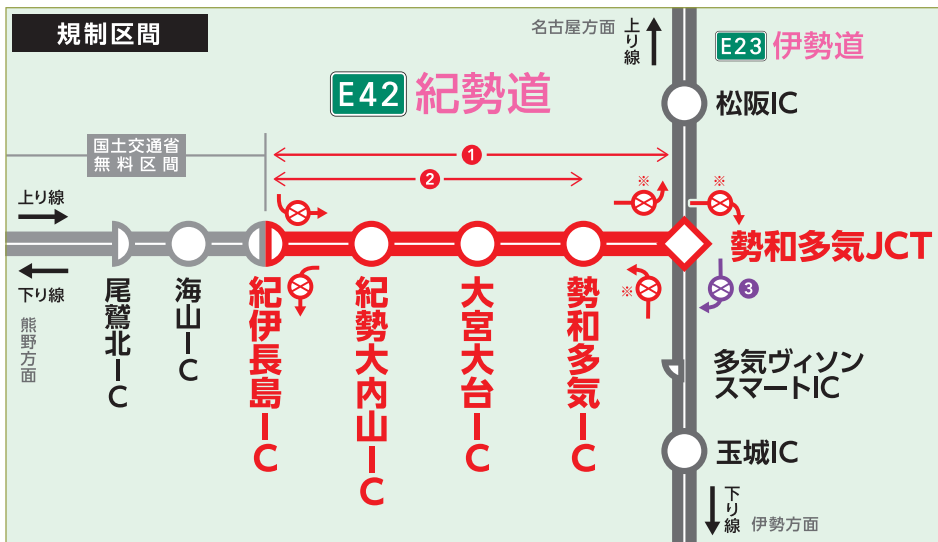 規制区間
名古屋方面
上り線
E23 伊勢道
E42 紀勢道
松阪IC
国土交通省
無料区間
❶
❷
※
※
上り線
下り線
勢和多気JCT
※
❸
熊野方面
尾鷲北IC
海山IC
紀伊長島IC
紀勢大内山IC
大宮大台IC
勢和多気IC
多気ヴィソン
スマートIC
玉城IC
下り線
伊勢方面